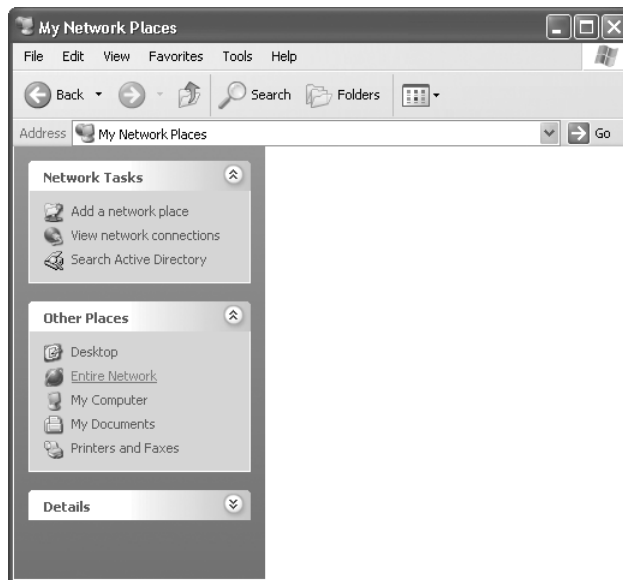 My Network Places
File Edit View Favorites Tools Help
Back Search Folders
Address My Network Places Go
Network Tasks
Add a network place
View network connections
Search Active Directory
Other Places
Desktop
Entire Network
My Computer
My Documents
Printers and Faxes
Details